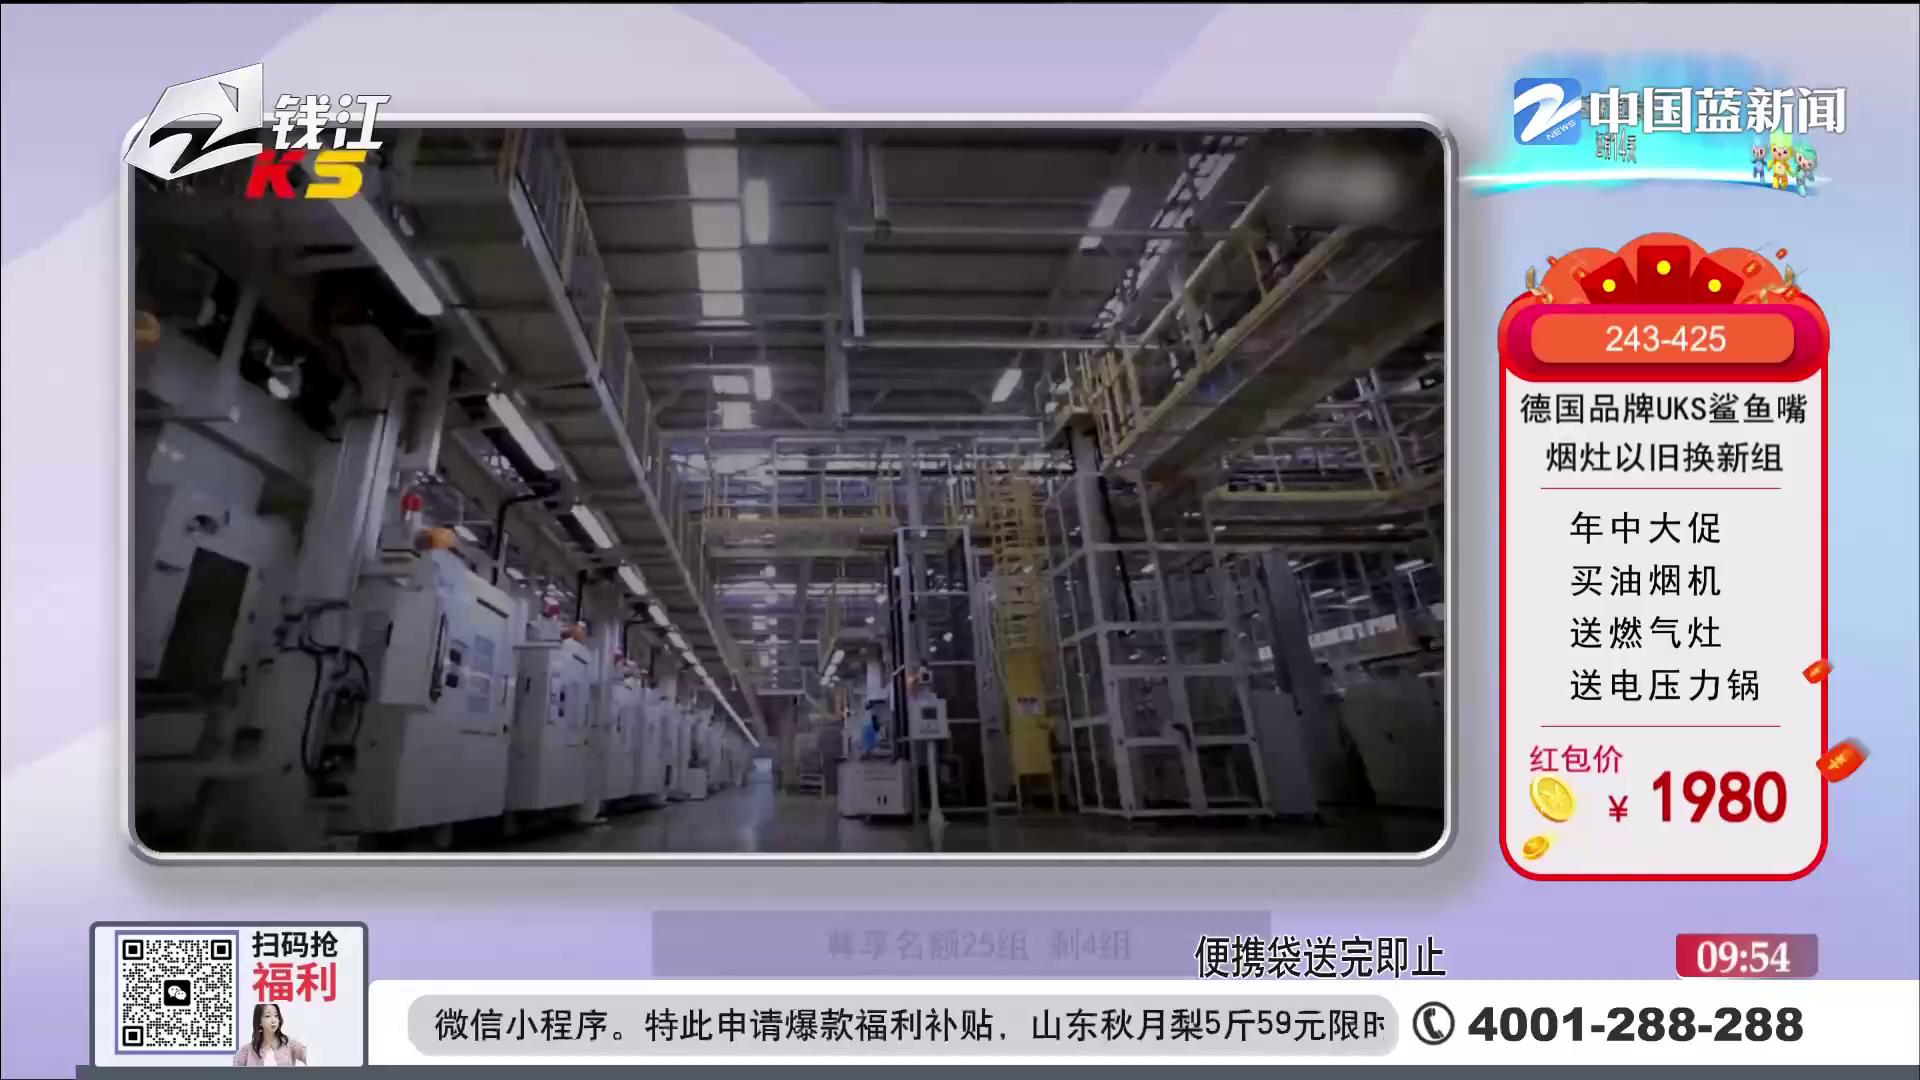 钱江
KS
中国蓝新闻
NEWS
243-425
德国品牌UKS鲨鱼嘴
烟灶以旧换新组
年中大促
买油烟机
送燃气灶
送电压力锅
红包价
¥ 1980
扫码抢
福利
尊享名额25组 剩4组
便携袋送完即止
09:54
微信小程序。特此申请爆款福利补贴，山东秋月梨5斤59元限时
4001-288-288